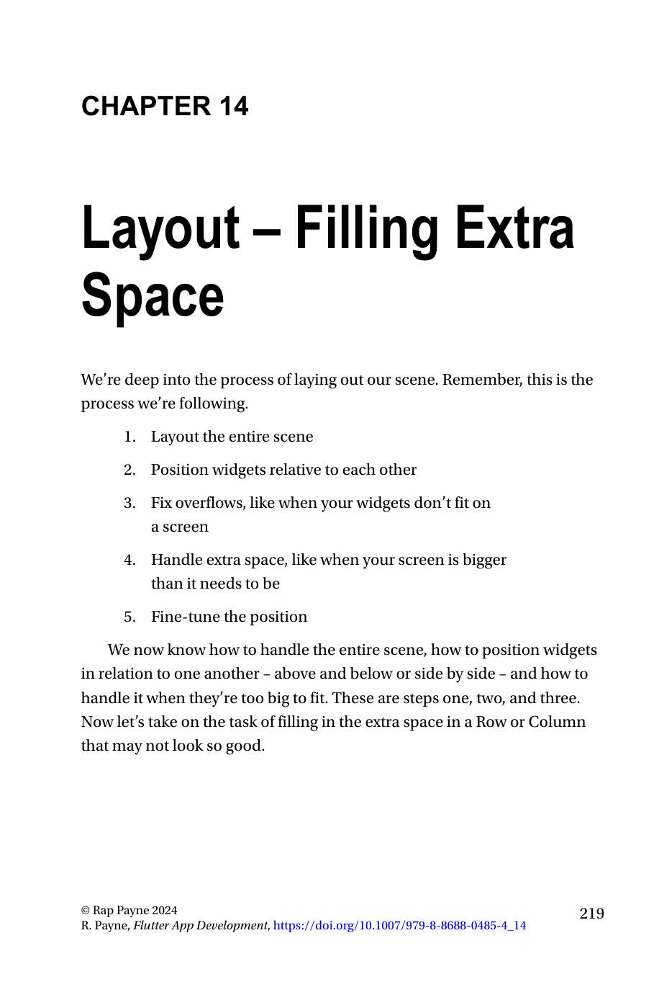 CHAPTER 14
Layout – Filling Extra
Space
We’re deep into the process of laying out our scene. Remember, this is the
process we’re following.
1. Layout the entire scene
2. Position widgets relative to each other
3. Fix overflows, like when your widgets don’t fit on
a screen
4. Handle extra space, like when your screen is bigger
than it needs to be
5. Fine-tune the position
We now know how to handle the entire scene, how to position widgets
in relation to one another – above and below or side by side – and how to
handle it when they’re too big to fit. These are steps one, two, and three.
Now let’s take on the task of filling in the extra space in a Row or Column
that may not look so good.
© Rap Payne 2024
R. Payne, Flutter App Development, https://doi.org/10.1007/979-8-8688-0485-4_14
219